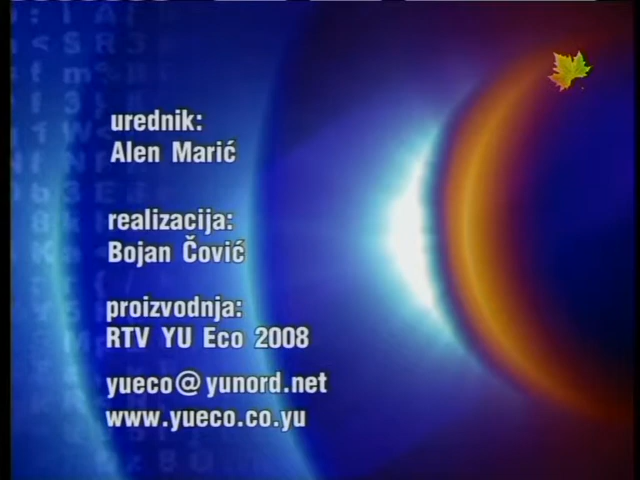 urednik:
Alen Marić
realizacija:
Bojan Čović
proizvodnja:
RTV YU Eco 2008
yueco@yunord.net
www.yueco.co.yu